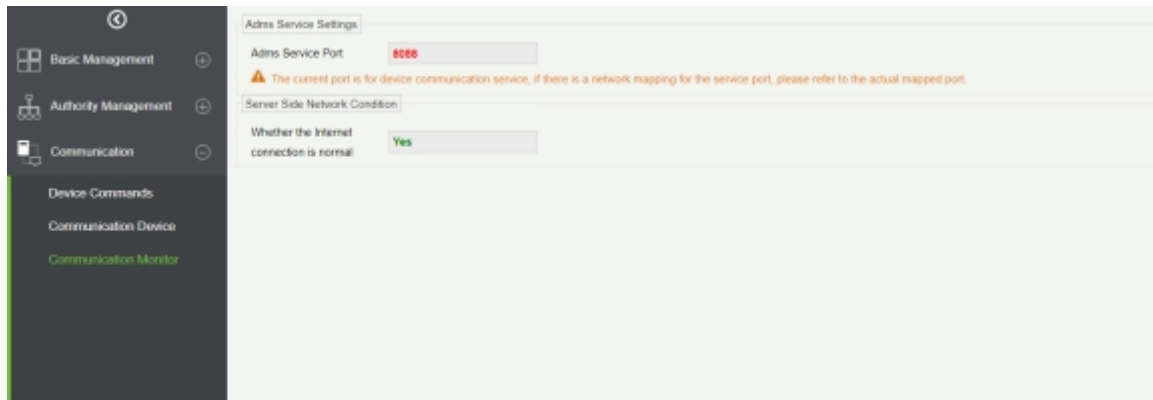 Adms Service Settings
Basic Management
Adms Service Port
8088
The current port is for device communication service, if there is a network mapping for the service port, please refer to the actual mapped port.
Authority Management
Server Side Network Condition
Whether the Internet
connection is normal
Yes
Communication
Device Commands
Communication Device
Communication Monitor